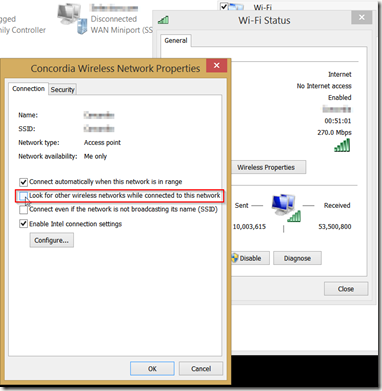 gged
nily Controller
Disconnected
WAN Miniport (SS
Wi-Fi
Wi-Fi Status
General
Internet
No Internet access
Enabled
00:51:01
270.0 Mbps
Wireless Properties
Sent
Received
10,003,615
53,500,800
Disable
Diagnose
Close
Concordia Wireless Network Properties
Connection
Security
Name:
SSID:
Network type:
Access point
Network availability:
Me only
Connect automatically when this network is in range
Look for other wireless networks while connected to this network
Connect even if the network is not broadcasting its name (SSID)
Enable Intel connection settings
Configure...
OK
Cancel